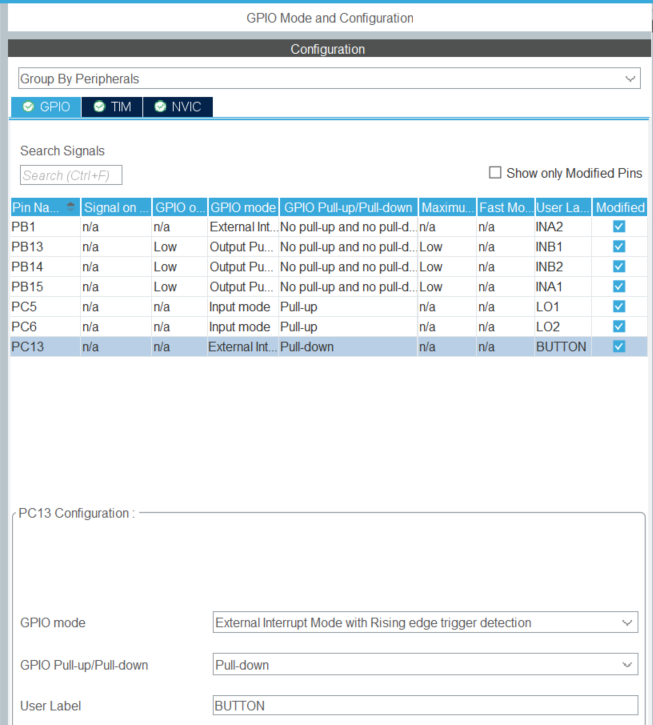 GPIO Mode and Configuration
Configuration
Group By Peripherals
GPIO TIM NVIC
Search Signals
Search (Ctrl+F) Show only Modified Pins
Pin Na... Signal on ... GPIO o... GPIO mode GPIO Pull-up/Pull-down Maximu... Fast Mo... User La... Modified
PB1 n/a n/a External Int... No pull-up and no pull-d... n/a n/a INA2
PB13 n/a Low Output Pu... No pull-up and no pull-d... Low n/a INB1
PB14 n/a Low Output Pu... No pull-up and no pull-d... Low n/a INB2
PB15 n/a Low Output Pu... No pull-up and no pull-d... Low n/a INA1
PC5 n/a n/a Input mode Pull-up n/a n/a LO1
PC6 n/a n/a Input mode Pull-up n/a n/a LO2
PC13 n/a n/a External Int... Pull-down n/a n/a BUTTON
PC13 Configuration :
GPIO mode External Interrupt Mode with Rising edge trigger detection
GPIO Pull-up/Pull-down Pull-down
User Label BUTTON